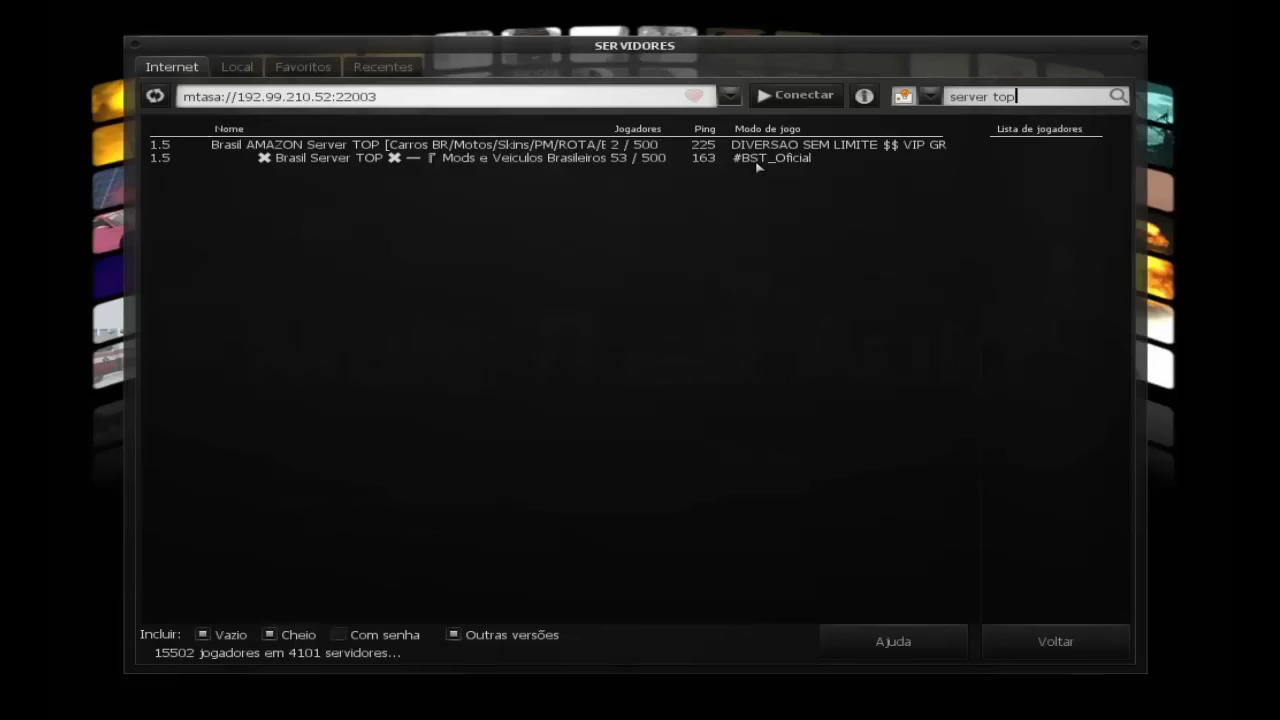 SERVIDORES
Internet Local Favoritos Recentes
mtasa://192.99.210.52:22003 Conectar server top
Nome Jogadores Ping Modo de jogo Lista de jogadores
1.5 Brasil AMAZON Server TOP [Carros BR/Motos/Skins/PM/ROTA/E 2 / 500 225 DIVERSAO SEM LIMITE $$ VIP GR
1.5 ✖ Brasil Server TOP ✖ — 『 Mods e Veiculos Brasileiros 53 / 500 163 #BST_Oficial
Incluir: Vazio Cheio Com senha Outras versões
15502 jogadores em 4101 servidores...
Ajuda Voltar